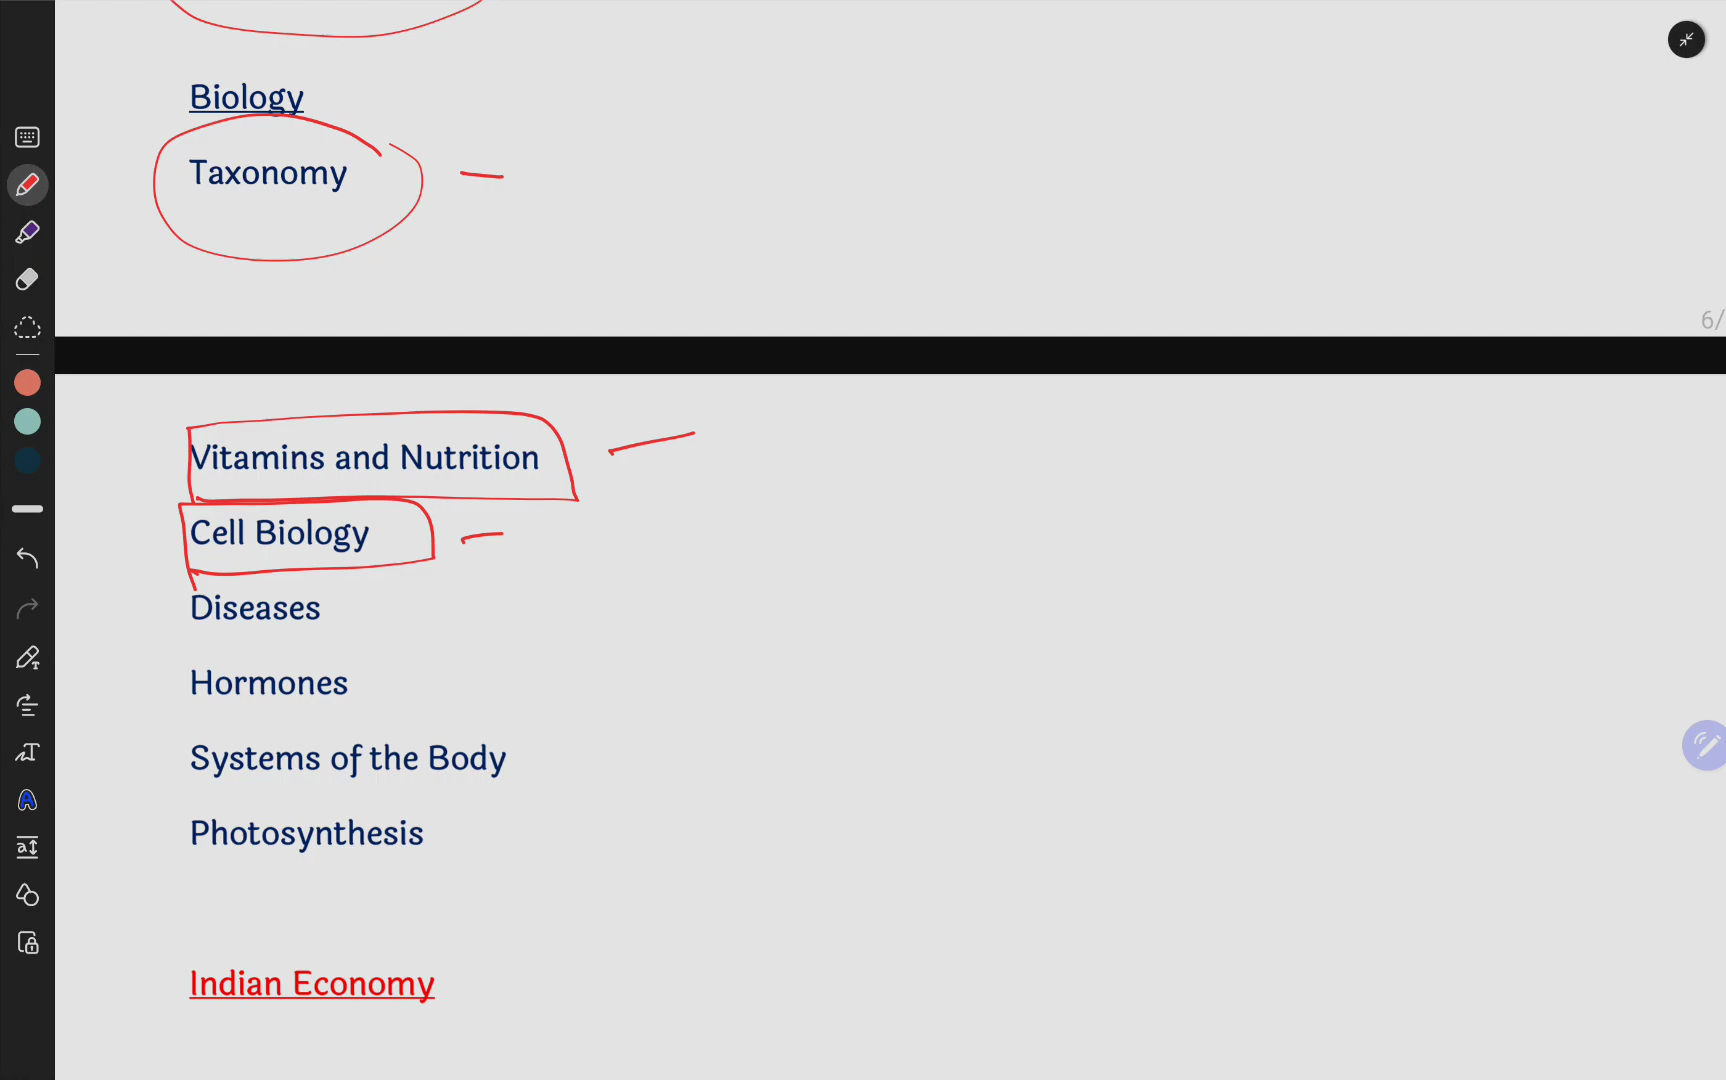 Biology
Taxonomy
6/
Vitamins and Nutrition
Cell Biology
Diseases
Hormones
Systems of the Body
Photosynthesis
Indian Economy